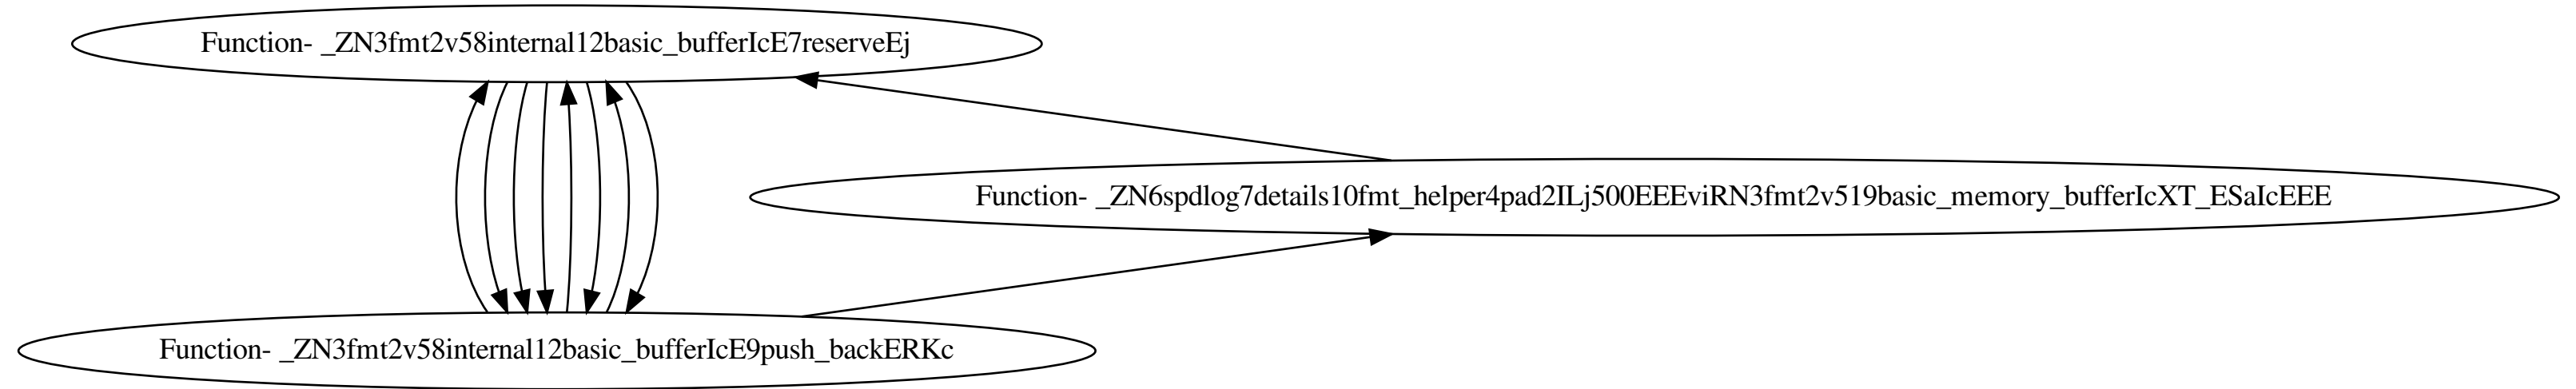 Function- _ZN3fmt2v58internal12basic_bufferIcE7reserveEj
Function- _ZN6spdlog7details10fmt_helper4pad2ILj500EEEviRN3fmt2v519basic_memory_bufferIcXT_ESaIcEEE
Function- _ZN3fmt2v58internal12basic_bufferIcE9push_backERKc